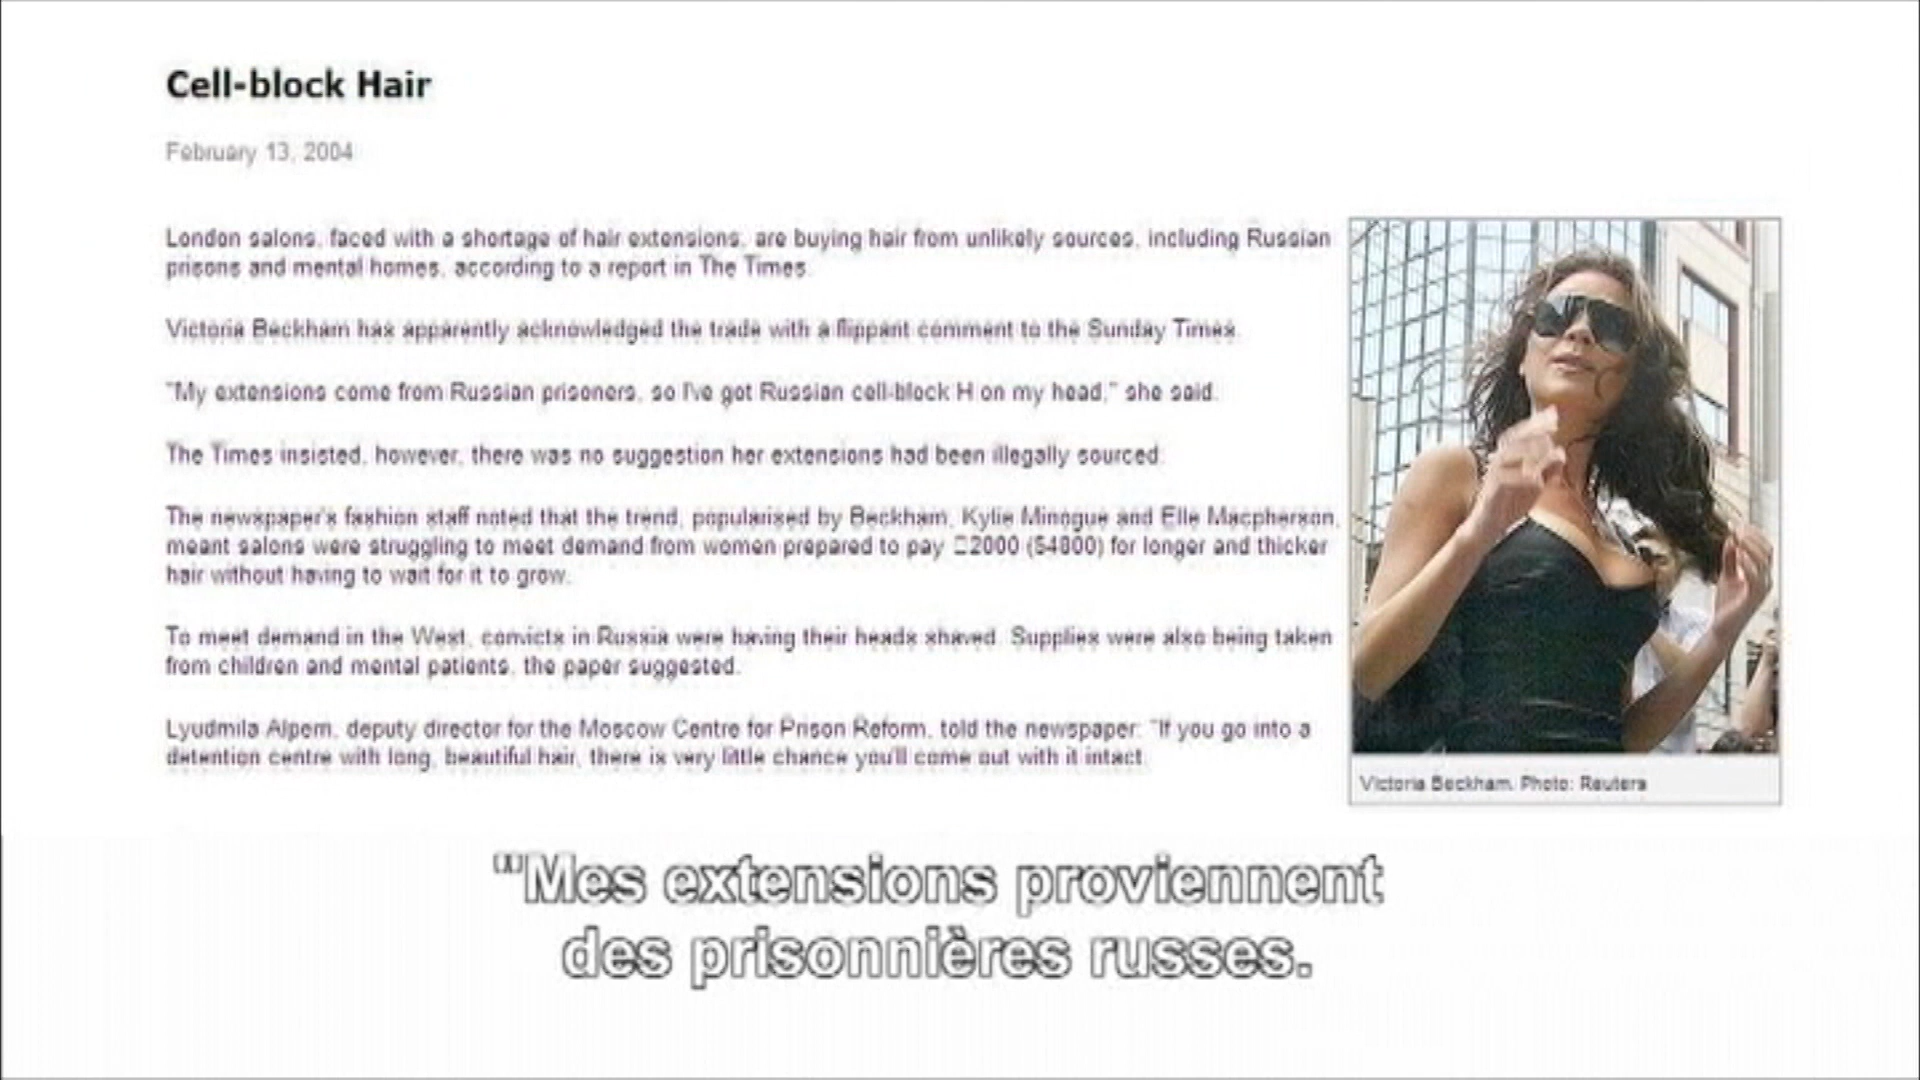 Cell-block Hair
February 13, 2004
London salons, faced with a shortage of hair extensions, are buying hair from unlikely sources, including Russian
prisons and mental homes, according to a report in The Times.
Victoria Beckham has apparently acknowledged the trade with a flippant comment to the Sunday Times.
"My extensions come from Russian prisoners, so I've got Russian cell-block H on my head," she said.
The Times insisted, however, there was no suggestion her extensions had been illegally sourced.
The newspaper's fashion staff noted that the trend, popularised by Beckham, Kylie Minogue and Elle Macpherson,
meant salons were struggling to meet demand from women prepared to pay 2000 ($4800) for longer and thicker
hair without having to wait for it to grow.
To meet demand in the West, convicts in Russia were having their heads shaved. Supplies were also being taken
from children and mental patients, the paper suggested.
Lyudmila Alpern, deputy director for the Moscow Centre for Prison Reform, told the newspaper: "If you go into a
detention centre with long, beautiful hair, there is very little chance you'll come out with it intact.
Victoria Beckham. Photo: Reuters
"Mes extensions proviennent
des prisonnières russes.